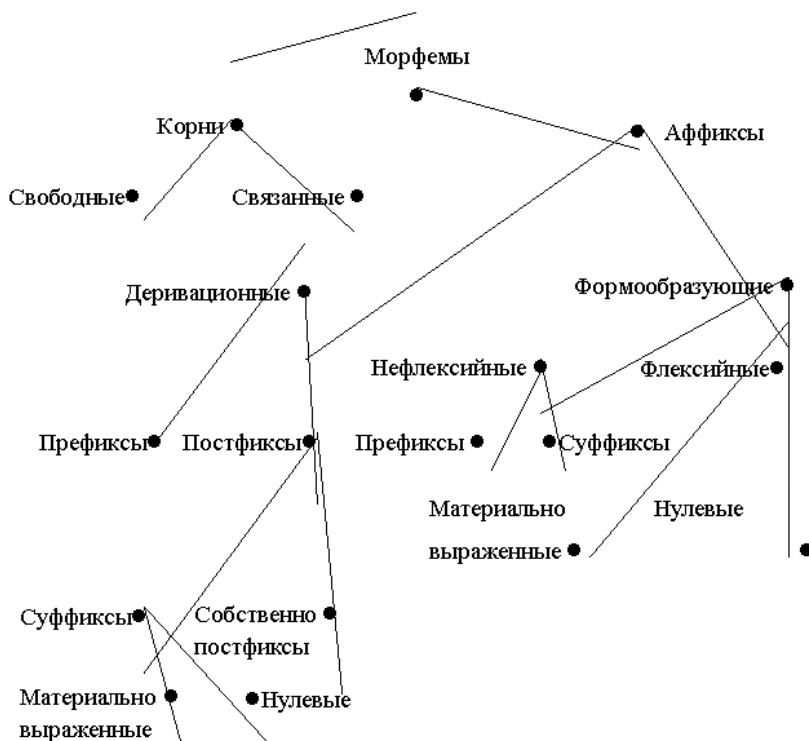 Морфемы
Корни
Аффиксы
Свободные
Связанные
Деривационные
Формообразующие
Нефлексийные
Флексийные
Префиксы
Постфиксы
Префиксы
Суффиксы
Материально
выраженные
Нулевые
Суффиксы
Собственно
постфиксы
Материально
выраженные
Нулевые